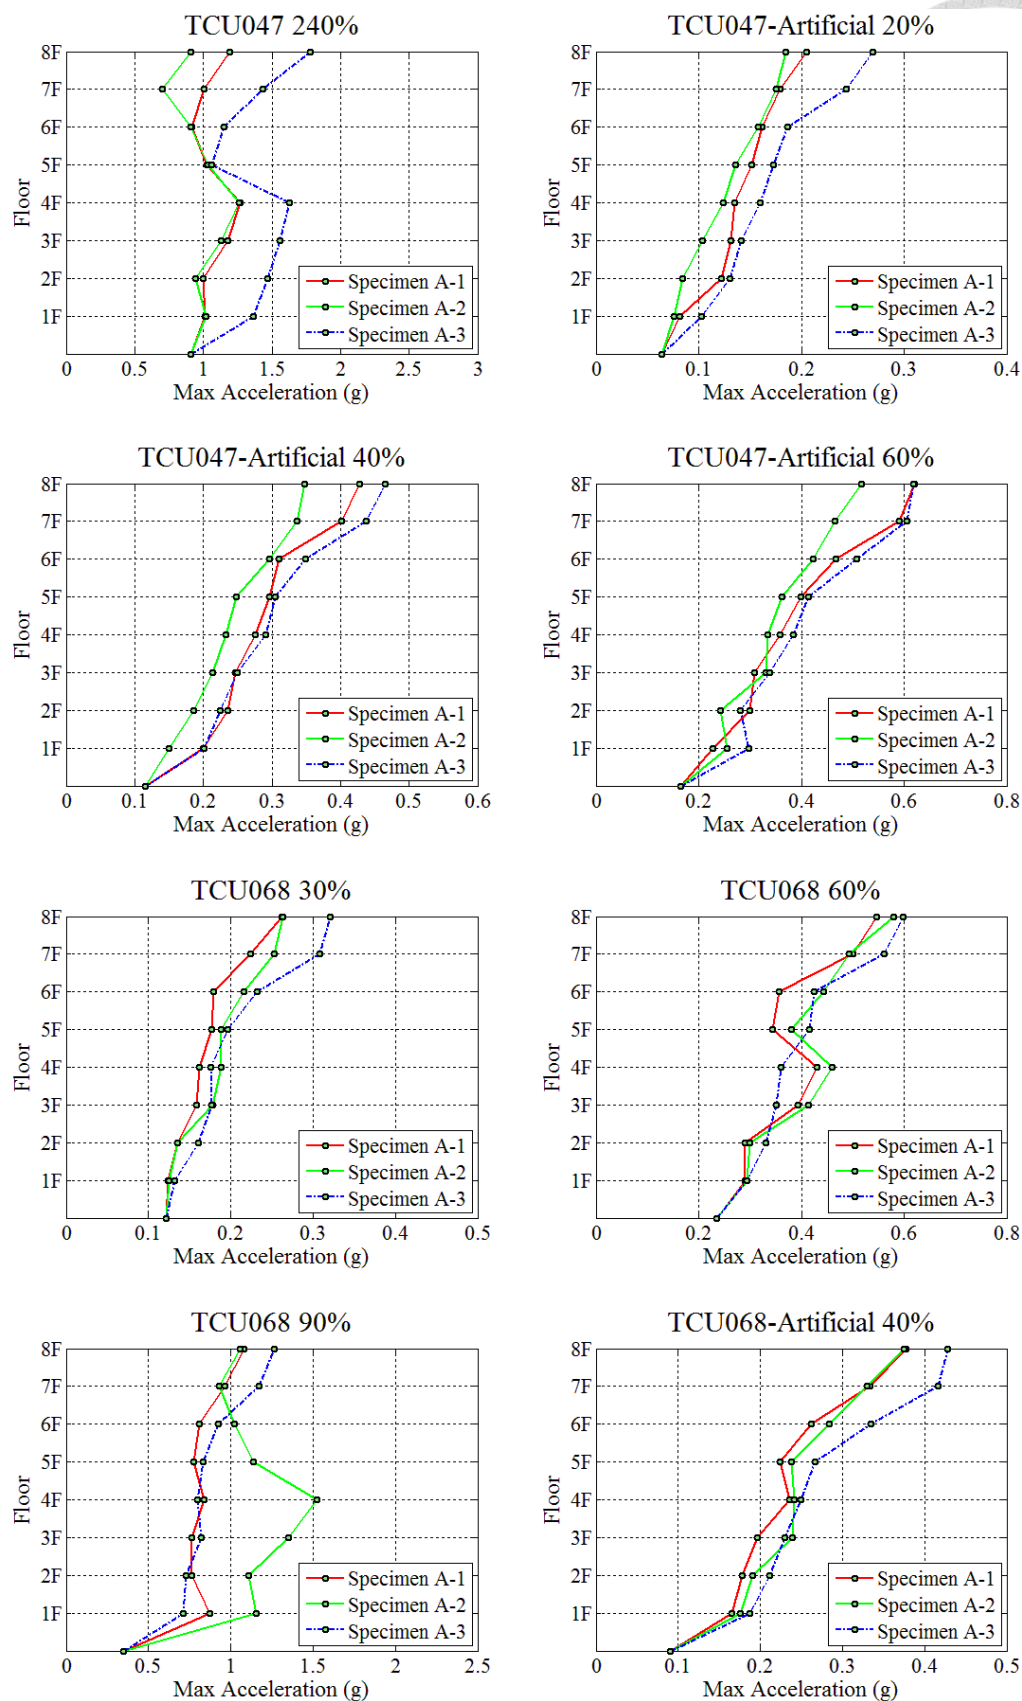 TCU047 240%
8F
7F
6F
5F
4F
3F
2F
1F
Floor
Specimen A-1
Specimen A-2
Specimen A-3
0 0.5 1 1.5 2 2.5 3
Max Acceleration (g)
TCU047-Artificial 20%
8F
7F
6F
5F
4F
3F
2F
1F
Floor
Specimen A-1
Specimen A-2
Specimen A-3
0 0.1 0.2 0.3 0.4
Max Acceleration (g)
TCU047-Artificial 40%
8F
7F
6F
5F
4F
3F
2F
1F
Floor
Specimen A-1
Specimen A-2
Specimen A-3
0 0.1 0.2 0.3 0.4 0.5 0.6
Max Acceleration (g)
TCU047-Artificial 60%
8F
7F
6F
5F
4F
3F
2F
1F
Floor
Specimen A-1
Specimen A-2
Specimen A-3
0 0.2 0.4 0.6 0.8
Max Acceleration (g)
TCU068 30%
8F
7F
6F
5F
4F
3F
2F
1F
Floor
Specimen A-1
Specimen A-2
Specimen A-3
0 0.1 0.2 0.3 0.4 0.5
Max Acceleration (g)
TCU068 60%
8F
7F
6F
5F
4F
3F
2F
1F
Floor
Specimen A-1
Specimen A-2
Specimen A-3
0 0.2 0.4 0.6 0.8
Max Acceleration (g)
TCU068 90%
8F
7F
6F
5F
4F
3F
2F
1F
Floor
Specimen A-1
Specimen A-2
Specimen A-3
0 0.5 1 1.5 2 2.5
Max Acceleration (g)
TCU068-Artificial 40%
8F
7F
6F
5F
4F
3F
2F
1F
Floor
Specimen A-1
Specimen A-2
Specimen A-3
0 0.1 0.2 0.3 0.4 0.5
Max Acceleration (g)